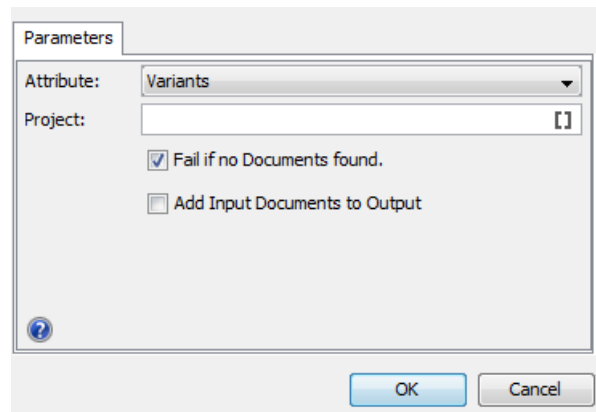 Parameters
Attribute: Variants
Project: []
Fail if no Documents found.
Add Input Documents to Output
?
OK Cancel